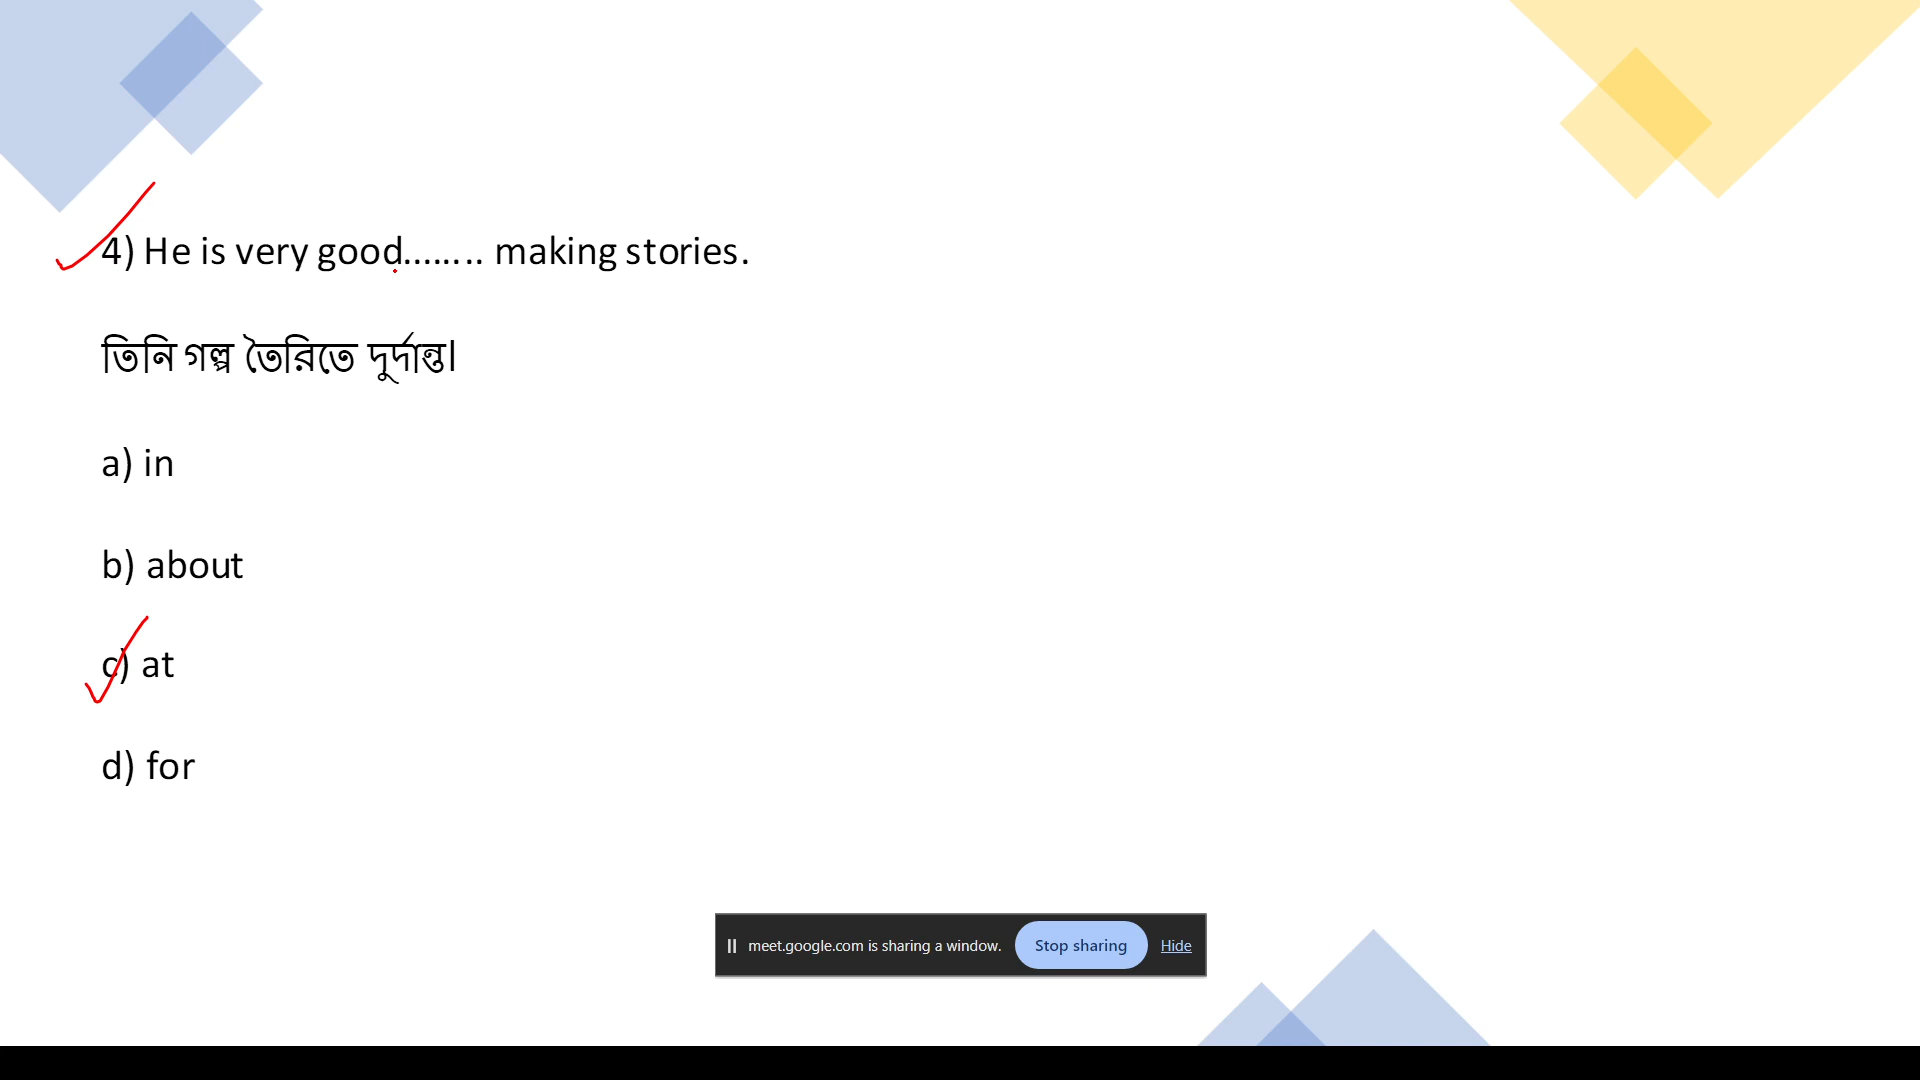 4) He is very good........ making stories.
তিনি গল্প তৈরিতে দুর্দান্ত।
a) in
b) about
c) at
d) for
meet.google.com is sharing a window. Stop sharing Hide